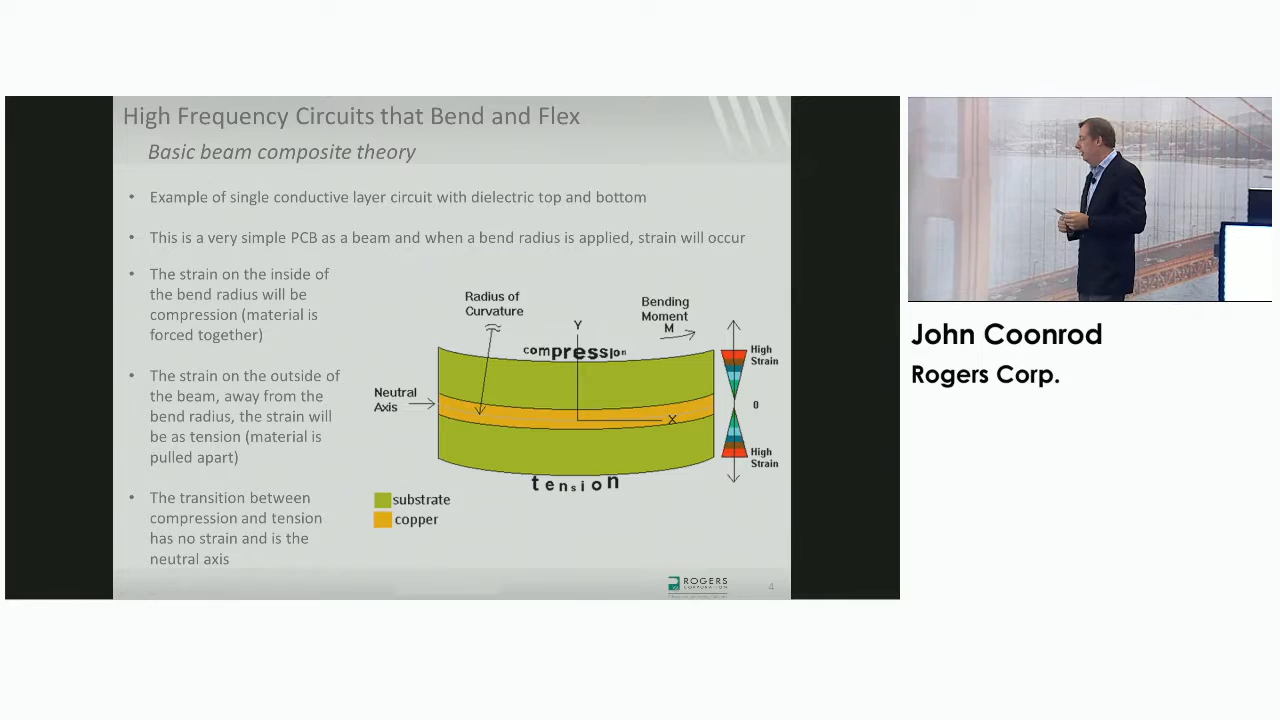 High Frequency Circuits that Bend and Flex
Basic beam composite theory
• Example of single conductive layer circuit with dielectric top and bottom
• This is a very simple PCB as a beam and when a bend radius is applied, strain will occur
• The strain on the inside of
the bend radius will be
compression (material is
forced together)
• The strain on the outside of
the beam, away from the
bend radius, the strain will
be as tension (material is
pulled apart)
• The transition between
compression and tension
has no strain and is the
neutral axis
Radius of
Curvature
Bending
Moment
M
Y
compression
High
Strain
Neutral
Axis
0
X
High
Strain
tension
substrate
copper
ROGERS
CORPORATION
4
John Coonrod
Rogers Corp.